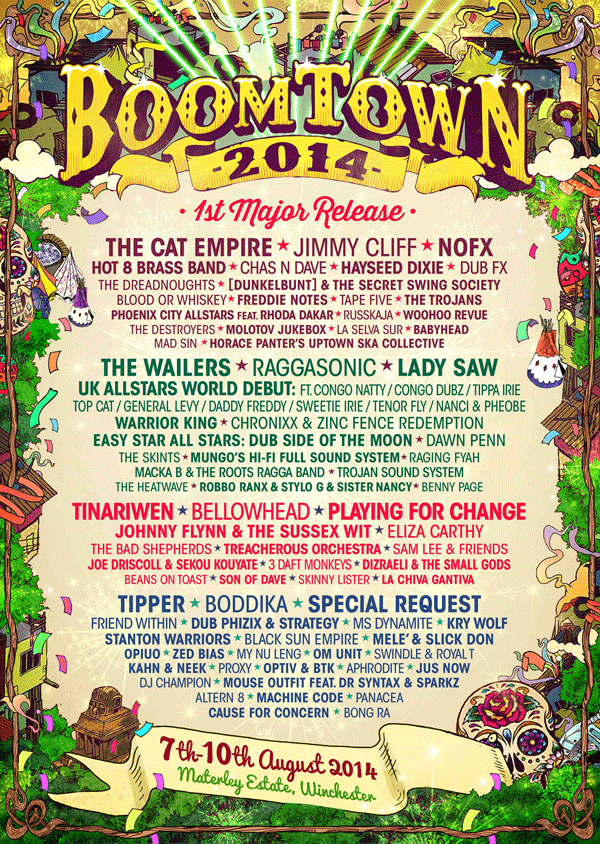 BOOMTOWN
-2014-
• 1st Major Release •
THE CAT EMPIRE ★ JIMMY CLIFF ★ NOFX
HOT 8 BRASS BAND ★ CHAS N DAVE ★ HAYSEED DIXIE ★ DUB FX
THE DREADNOUGHTS ★ [DUNKELBUNT] & THE SECRET SWING SOCIETY
BLOOD OR WHISKEY ★ FREDDIE NOTES ★ TAPE FIVE ★ THE TROJANS
PHOENIX CITY ALLSTARS FEAT. RHODA DAKAR ★ RUSSKAJA ★ WOOHOO REVUE
THE DESTROYERS ★ MOLOTOV JUKEBOX ★ LA SELVA SUR ★ BABYHEAD
MAD SIN ★ HORACE PANTER'S UPTOWN SKA COLLECTIVE
THE WAILERS ★ RAGGASONIC ★ LADY SAW
UK ALLSTARS WORLD DEBUT: FT. CONGO NATTY / CONGO DUBZ / TIPPA IRIE
TOP CAT / GENERAL LEVY / DADDY FREDDY / SWEETIE IRIE / TENOR FLY / NANCI & PHEOBE
WARRIOR KING ★ CHRONIXX & ZINC FENCE REDEMPTION
EASY STAR ALL STARS: DUB SIDE OF THE MOON ★ DAWN PENN
THE SKINTS ★ MUNGO'S HI-FI FULL SOUND SYSTEM ★ RAGING FYAH
MACKA B & THE ROOTS RAGGA BAND ★ TROJAN SOUND SYSTEM
THE HEATWAVE ★ ROBBO RANX & STYLO G & SISTER NANCY ★ BENNY PAGE
TINARIWEN ★ BELLOWHEAD ★ PLAYING FOR CHANGE
JOHNNY FLYNN & THE SUSSEX WIT ★ ELIZA CARTHY
THE BAD SHEPHERDS ★ TREACHEROUS ORCHESTRA ★ SAM LEE & FRIENDS
JOE DRISCOLL & SEKOU KOUYATE ★ 3 DAFT MONKEYS ★ DIZRAELI & THE SMALL GODS
BEANS ON TOAST ★ SON OF DAVE ★ SKINNY LISTER ★ LA CHIVA GANTIVA
TIPPER ★ BODDIKA ★ SPECIAL REQUEST
FRIEND WITHIN ★ DUB PHIZIX & STRATEGY ★ MS DYNAMITE ★ KRY WOLF
STANTON WARRIORS ★ BLACK SUN EMPIRE ★ MELE' & SLICK DON
OPIUO ★ ZED BIAS ★ MY NU LENG ★ OM UNIT ★ SWINDLE & ROYAL T
KAHN & NEEK ★ PROXY ★ OPTIV & BTK ★ APHRODITE ★ JUS NOW
DJ CHAMPION ★ MOUSE OUTFIT FEAT. DR SYNTAX & SPARKZ
ALTERN 8 ★ MACHINE CODE ★ PANACEA
CAUSE FOR CONCERN ★ BONG RA
7th-10th August 2014
Materley Estate, Winchester